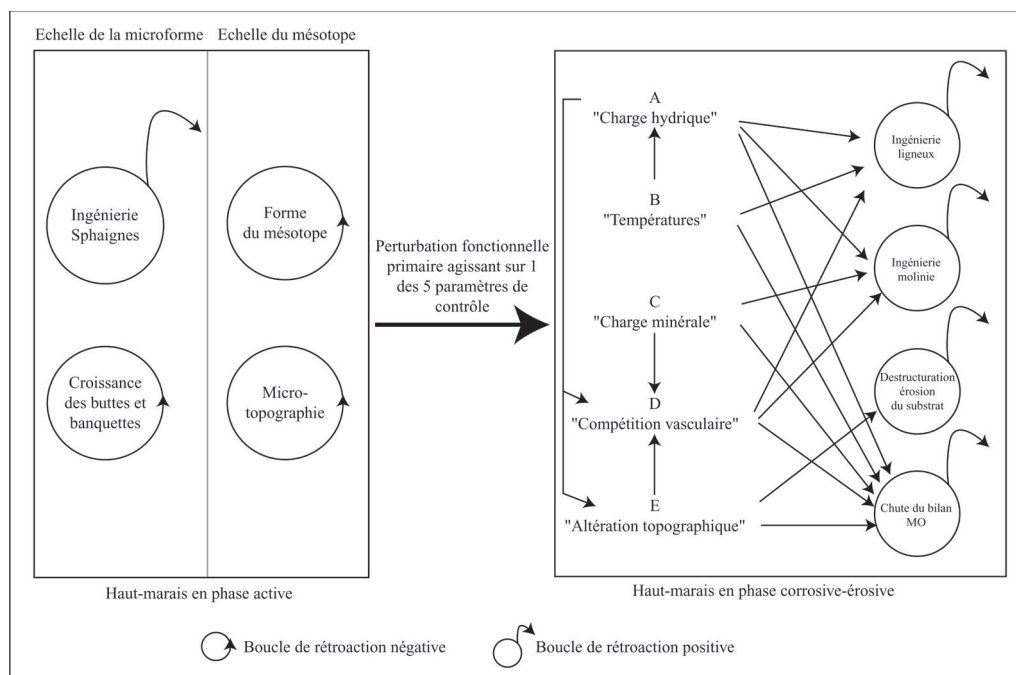 Echelle de la microforme
Echelle du mésotope
Ingénierie
Sphaignes
Forme
du mésotope
Croissance
des buttes et
banquettes
Micro-
topographie
Haut-marais en phase active
Perturbation fonctionnelle
primaire agissant sur 1
des 5 paramètres de
contrôle
A
"Charge hydrique"
B
"Températures"
C
"Charge minérale"
D
"Compétition vasculaire"
E
"Altération topographique"
Ingénierie
ligneux
Ingénierie
molinie
Destructuration
érosion
du substrat
Chute du bilan
MO
Haut-marais en phase corrosive-érosive
Boucle de rétroaction négative
Boucle de rétroaction positive